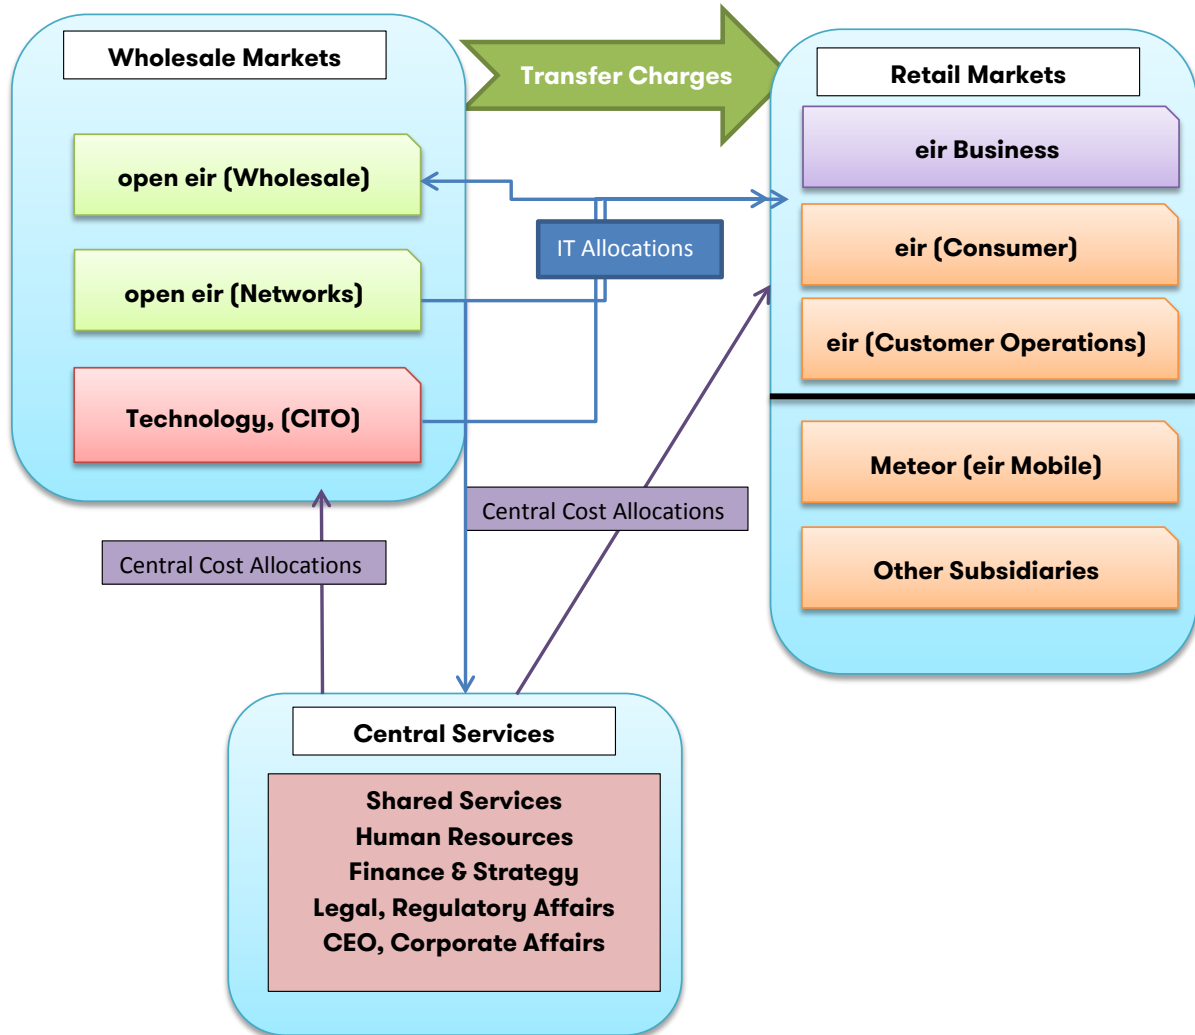 Wholesale Markets
open eir (Wholesale)
open eir (Networks)
Technology, (CITO)
Transfer Charges
IT Allocations
Retail Markets
eir Business
eir (Consumer)
eir (Customer Operations)
Meteor (eir Mobile)
Other Subsidiaries
Central Cost Allocations
Central Cost Allocations
Central Services
Shared Services
Human Resources
Finance & Strategy
Legal, Regulatory Affairs
CEO, Corporate Affairs